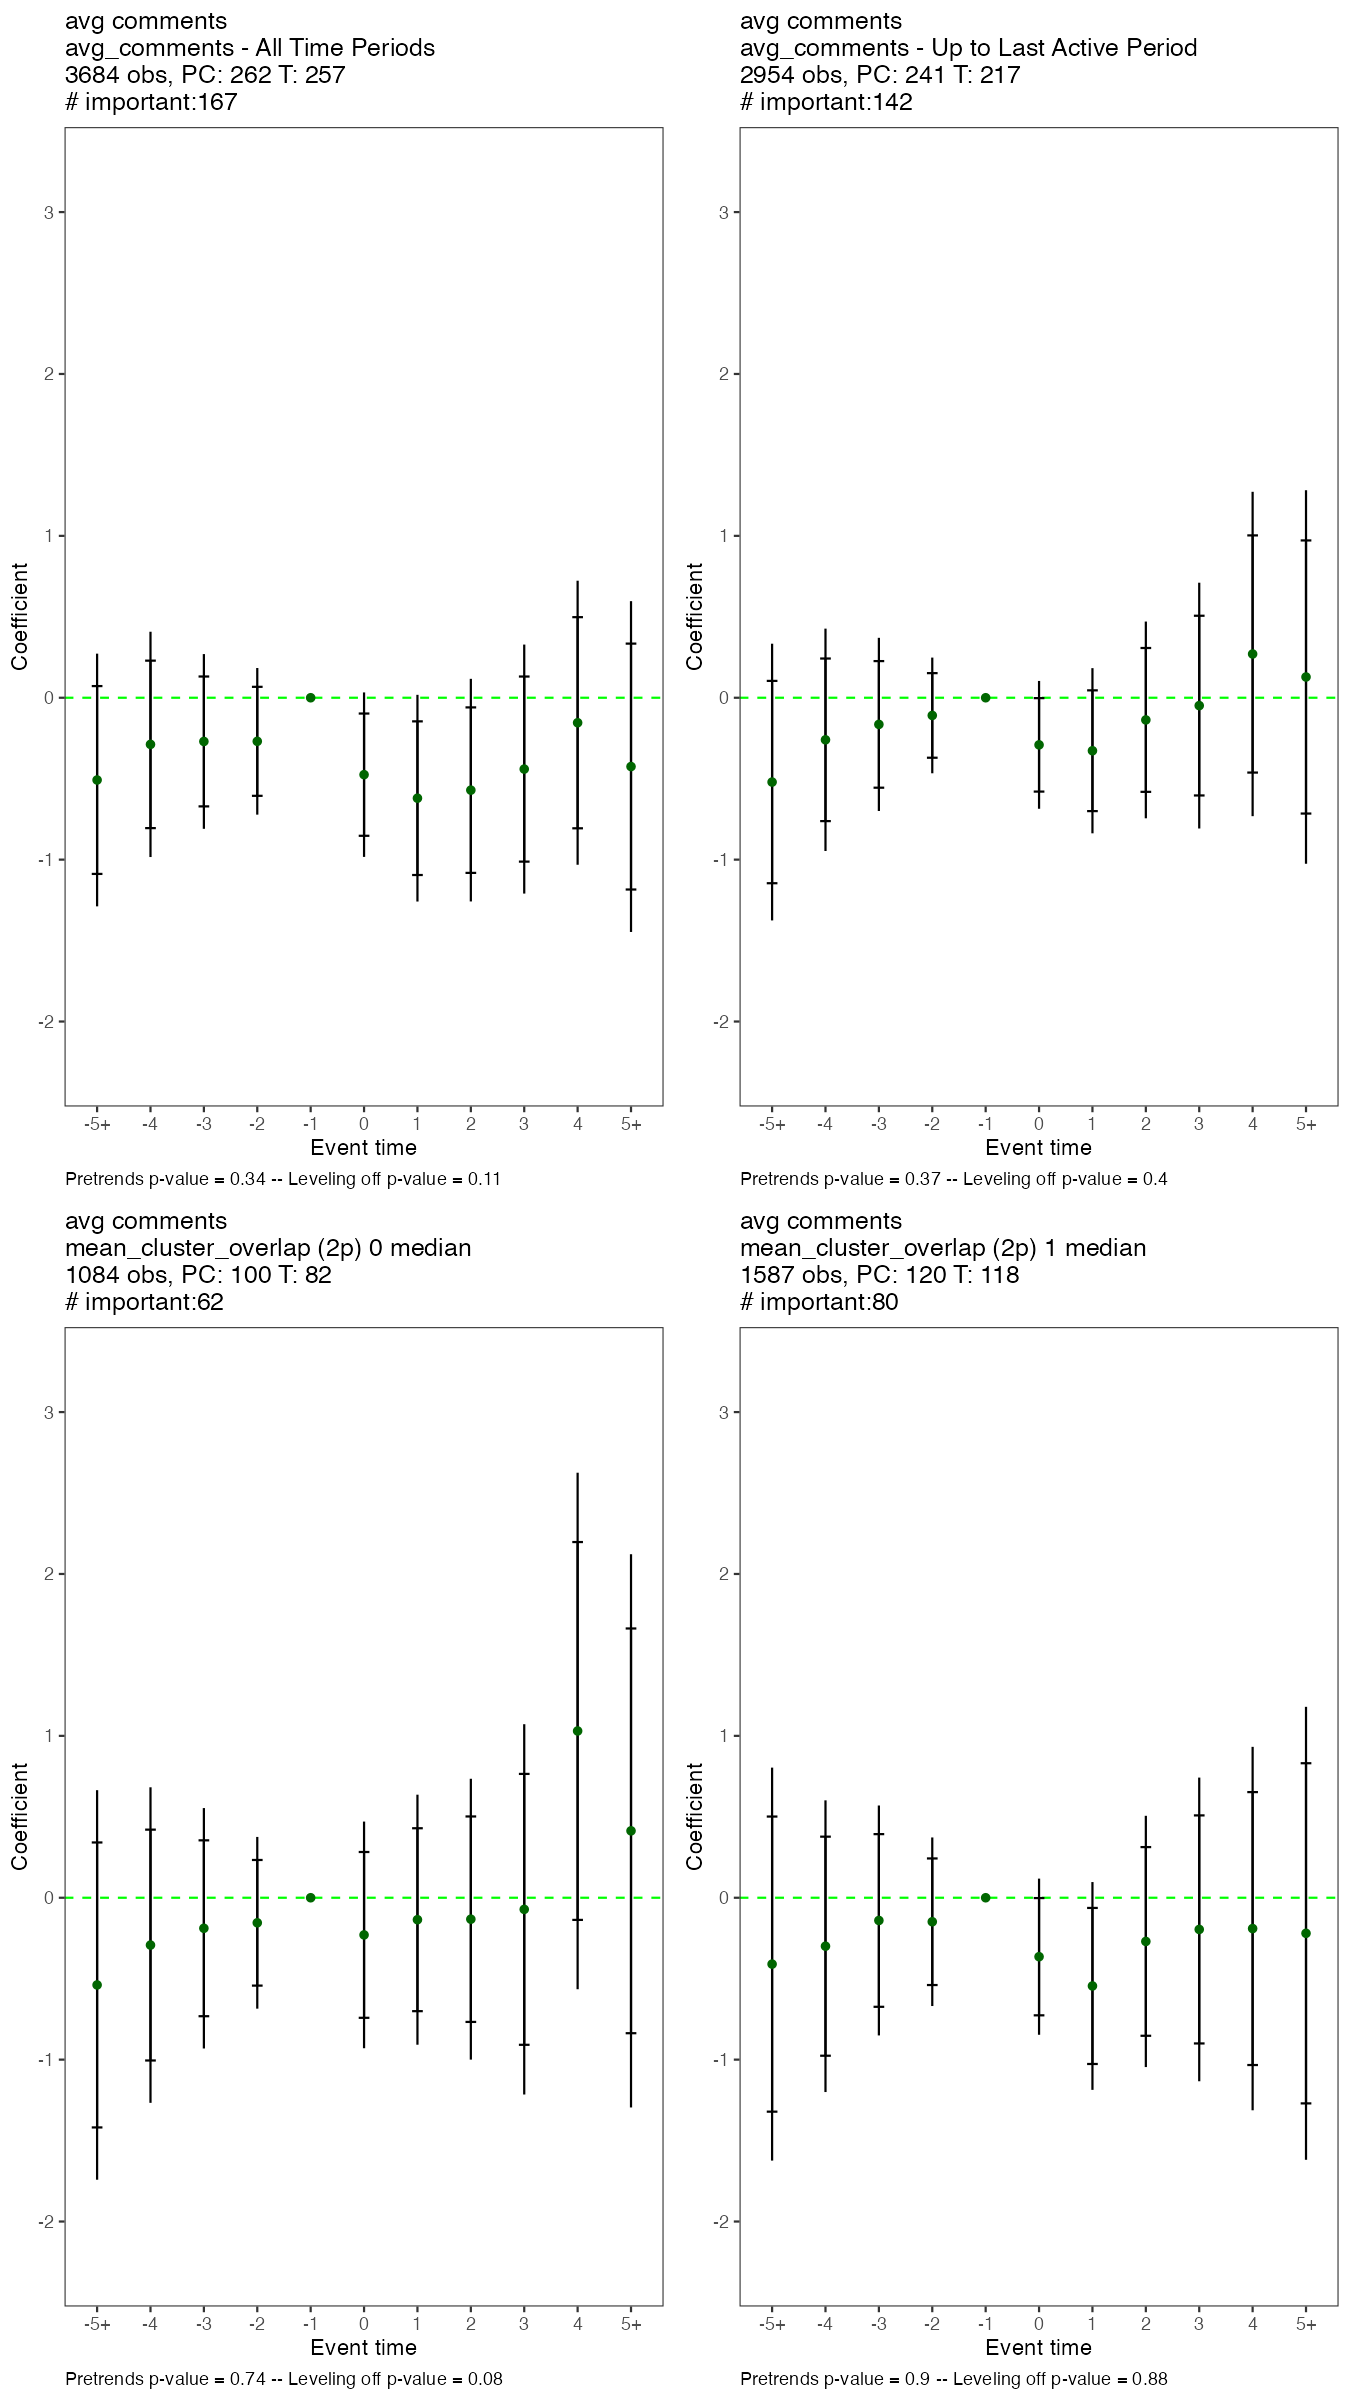 avg comments
avg_comments - All Time Periods
3684 obs, PC: 262 T: 257
# important:167
3
2
1
0
-1
-2
Coefficient
-5+ -4 -3 -2 -1 0 1 2 3 4 5+
Event time
Pretrends p-value = 0.34 -- Leveling off p-value = 0.11
avg comments
avg_comments - Up to Last Active Period
2954 obs, PC: 241 T: 217
# important:142
3
2
1
0
-1
-2
Coefficient
-5+ -4 -3 -2 -1 0 1 2 3 4 5+
Event time
Pretrends p-value = 0.37 -- Leveling off p-value = 0.4
avg comments
mean_cluster_overlap (2p) 0 median
1084 obs, PC: 100 T: 82
# important:62
3
2
1
0
-1
-2
Coefficient
-5+ -4 -3 -2 -1 0 1 2 3 4 5+
Event time
Pretrends p-value = 0.74 -- Leveling off p-value = 0.08
avg comments
mean_cluster_overlap (2p) 1 median
1587 obs, PC: 120 T: 118
# important:80
3
2
1
0
-1
-2
Coefficient
-5+ -4 -3 -2 -1 0 1 2 3 4 5+
Event time
Pretrends p-value = 0.9 -- Leveling off p-value = 0.88